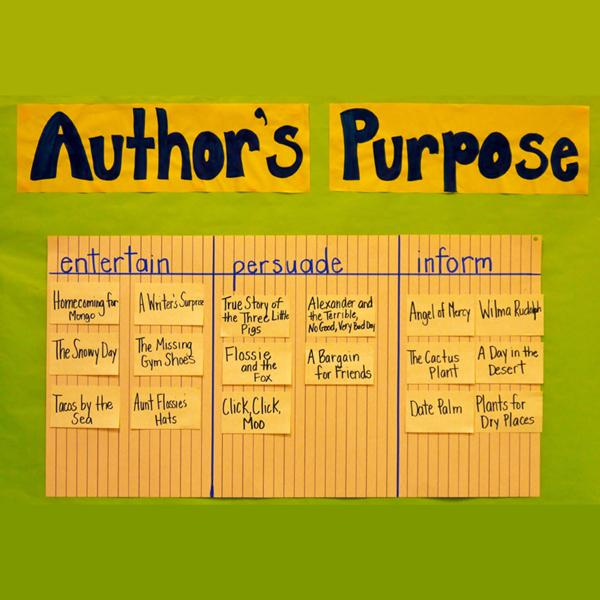 Author's Purpose
entertain
Homecoming for
Mongo
A Writer's Surprise
The Snowy Day
The Missing
Gym Shoes
Tacos by the
Sea
Aunt Flossie's
Hats
persuade
True Story of
the Three Little
Pigs
Alexander and
the Terrible,
No Good, Very Bad Day
Flossie
and the
Fox
A Bargain
for Friends
Click, Click,
Moo
inform
Angel of Mercy
Wilma Rudolph
The Cactus
Plant
A Day in the
Desert
Date Palm
Plants for
Dry Places